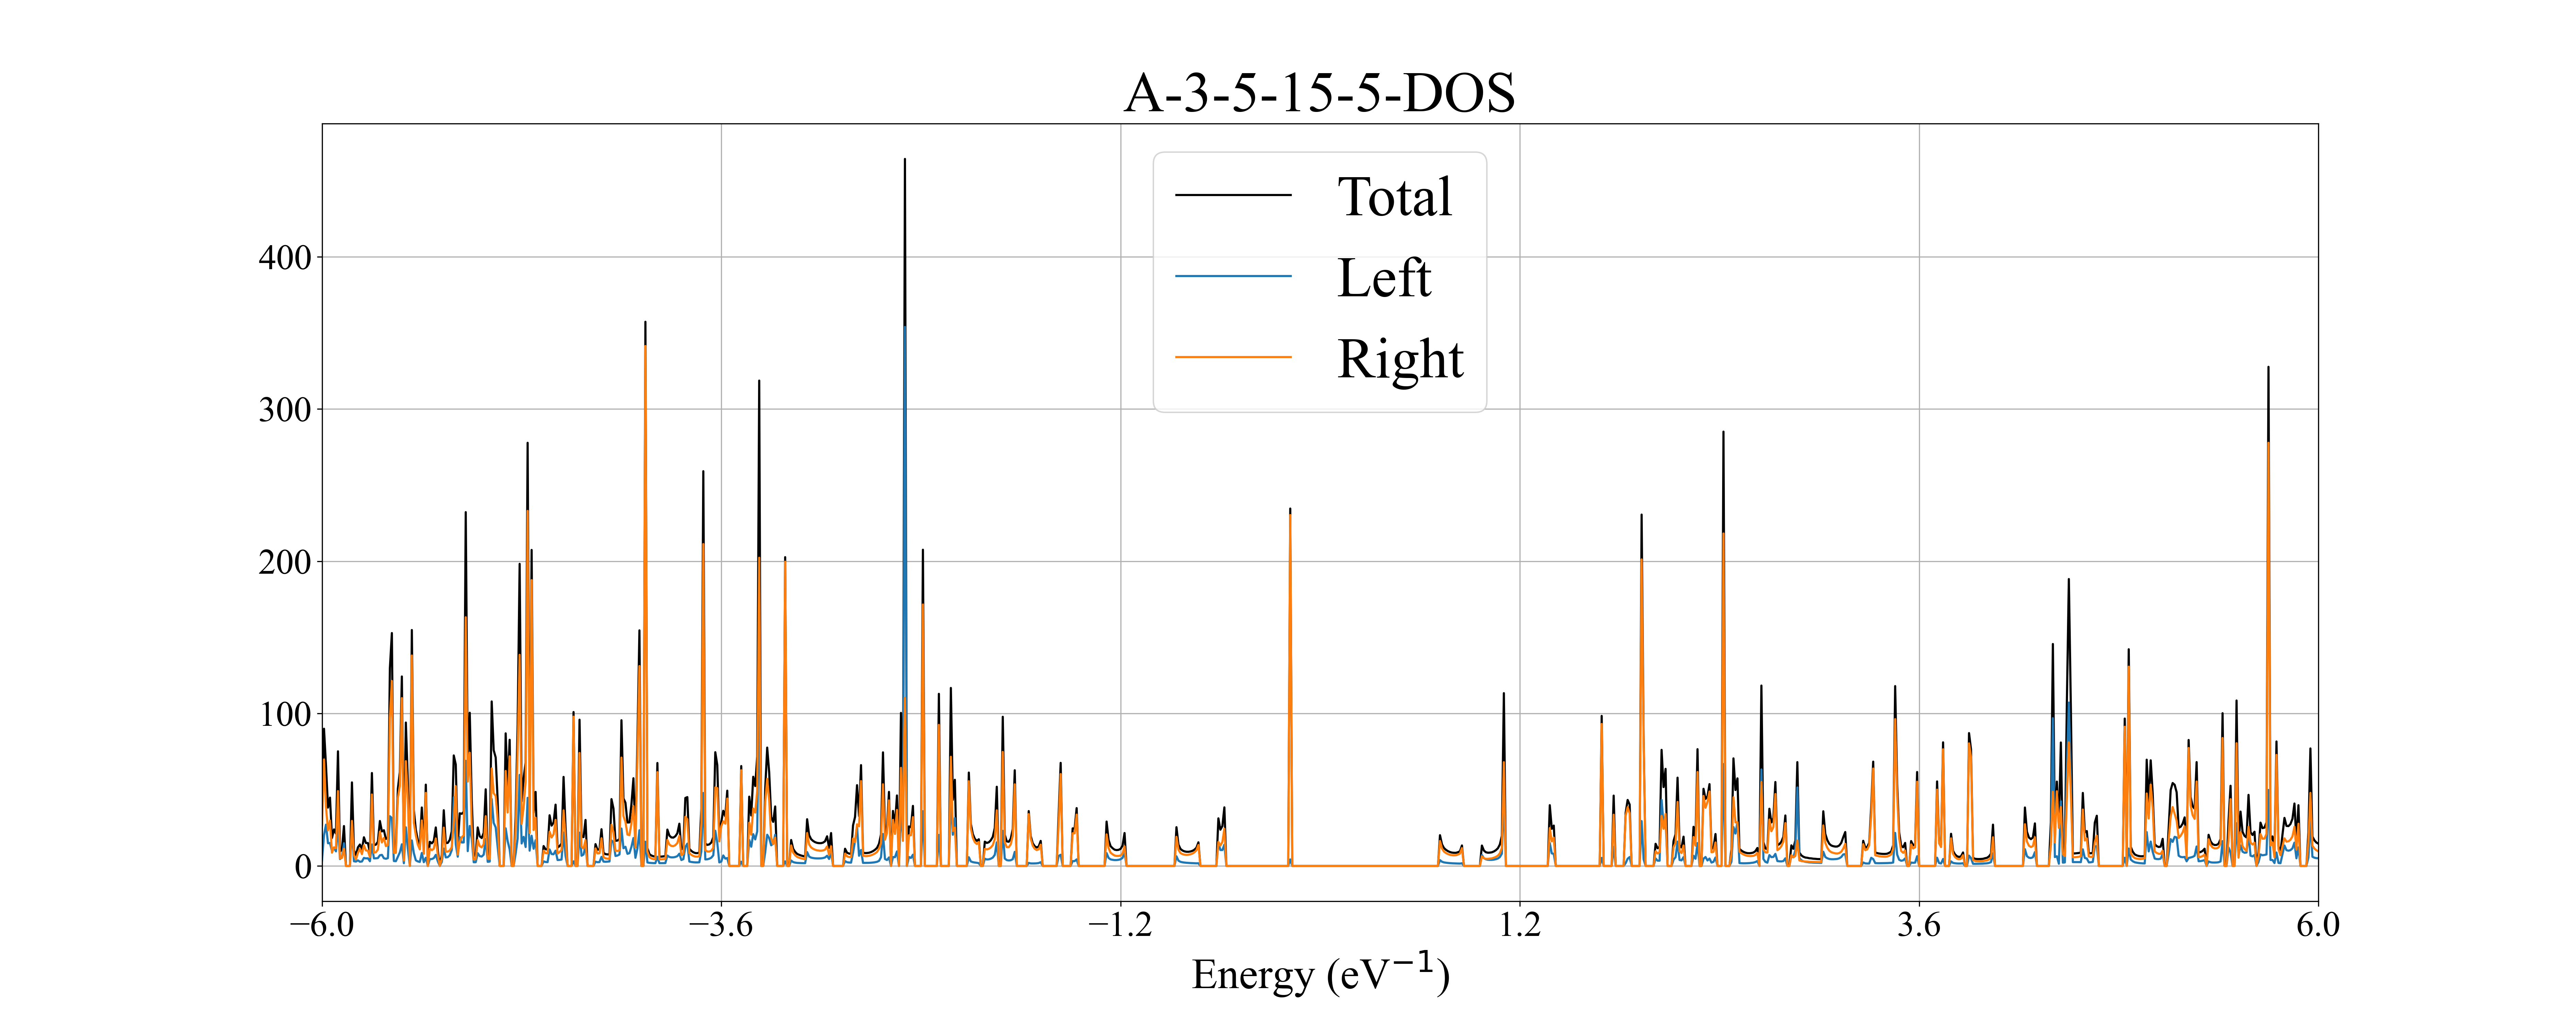 A-3-5-15-5-DOS
Total
Left
Right
400
300
200
100
0
−6.0 −3.6 −1.2 1.2 3.6 6.0
Energy (eV⁻¹)